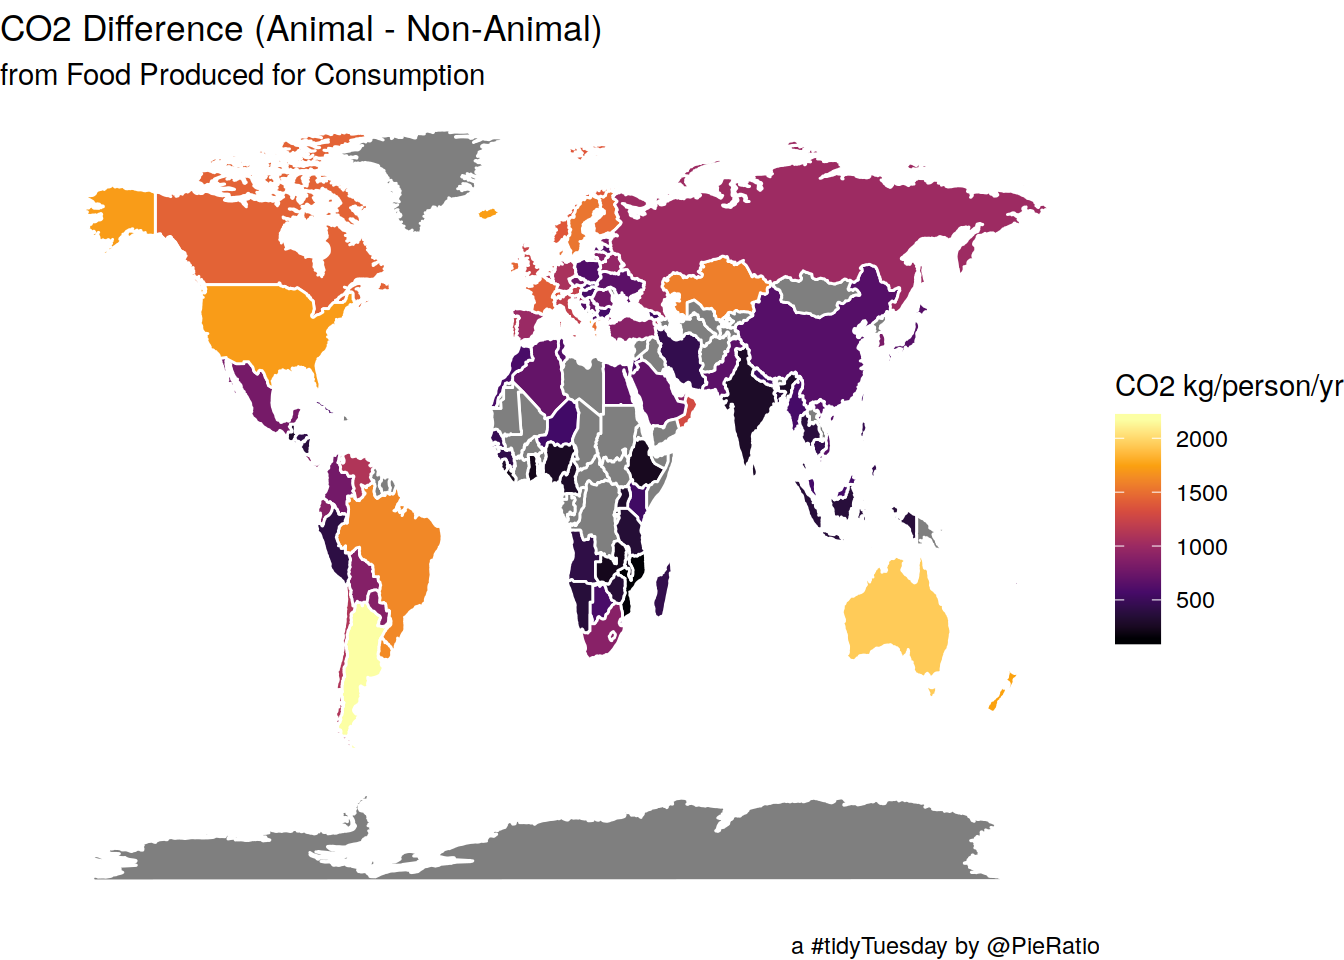 CO2 Difference (Animal - Non-Animal)
from Food Produced for Consumption
CO2 kg/person/yr
2000
1500
1000
500
a #tidyTuesday by @PieRatio